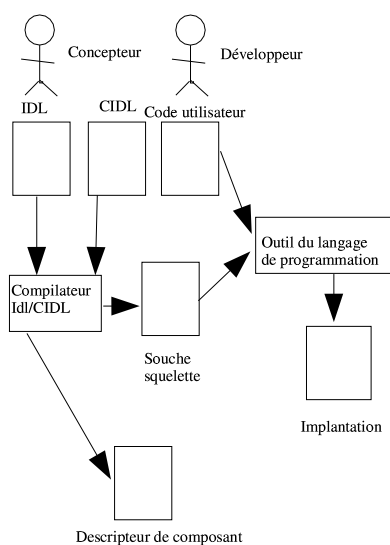 Concepteur
Développeur
IDL
CIDL
Code utilisateur
Outil du langage
de programmation
Compilateur
Idl/CIDL
Souche
squelette
Implantation
Descripteur de composant